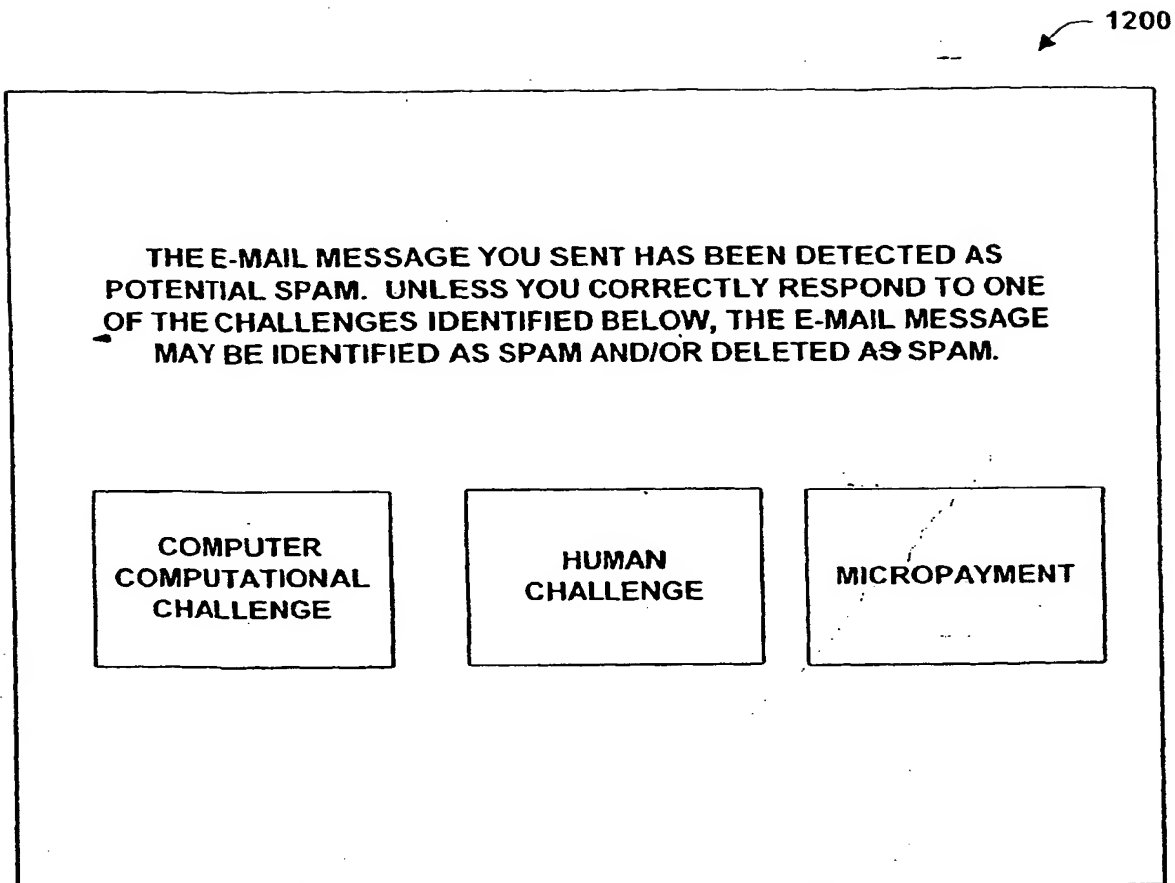 1200
THE E-MAIL MESSAGE YOU SENT HAS BEEN DETECTED AS
POTENTIAL SPAM. UNLESS YOU CORRECTLY RESPOND TO ONE
OF THE CHALLENGES IDENTIFIED BELOW, THE E-MAIL MESSAGE
MAY BE IDENTIFIED AS SPAM AND/OR DELETED AS SPAM.
COMPUTER
COMPUTATIONAL
CHALLENGE
HUMAN
CHALLENGE
MICROPAYMENT